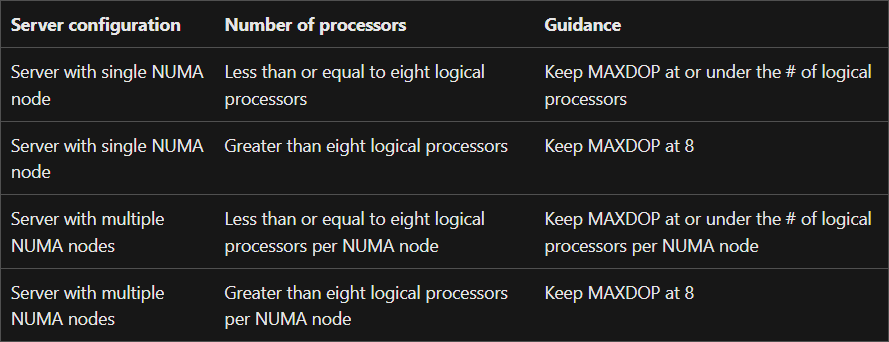 Server configuration Number of processors Guidance
Server with single NUMA Less than or equal to eight logical Keep MAXDOP at or under the # of logical
node processors processors
Server with single NUMA Greater than eight logical processors Keep MAXDOP at 8
node
Server with multiple Less than or equal to eight logical Keep MAXDOP at or under the # of logical
NUMA nodes processors per NUMA node processors per NUMA node
Server with multiple Greater than eight logical processors Keep MAXDOP at 8
NUMA nodes per NUMA node